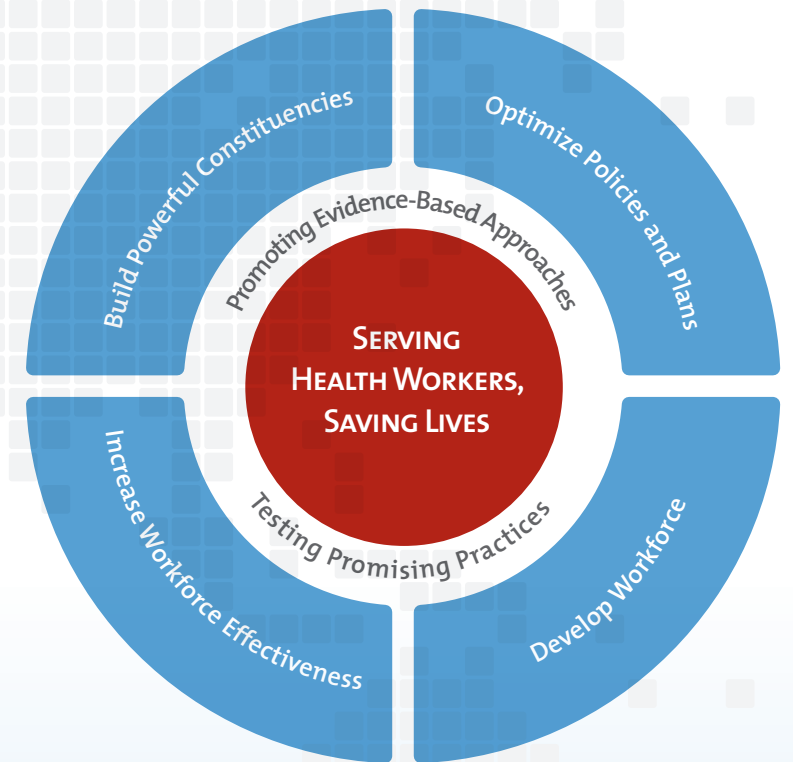 Build Powerful Constituencies
Optimize Policies and Plans
Promoting Evidence-Based Approaches
SERVING
HEALTH WORKERS,
SAVING LIVES
Testing Promising Practices
Increase Workforce Effectiveness
Develop Workforce